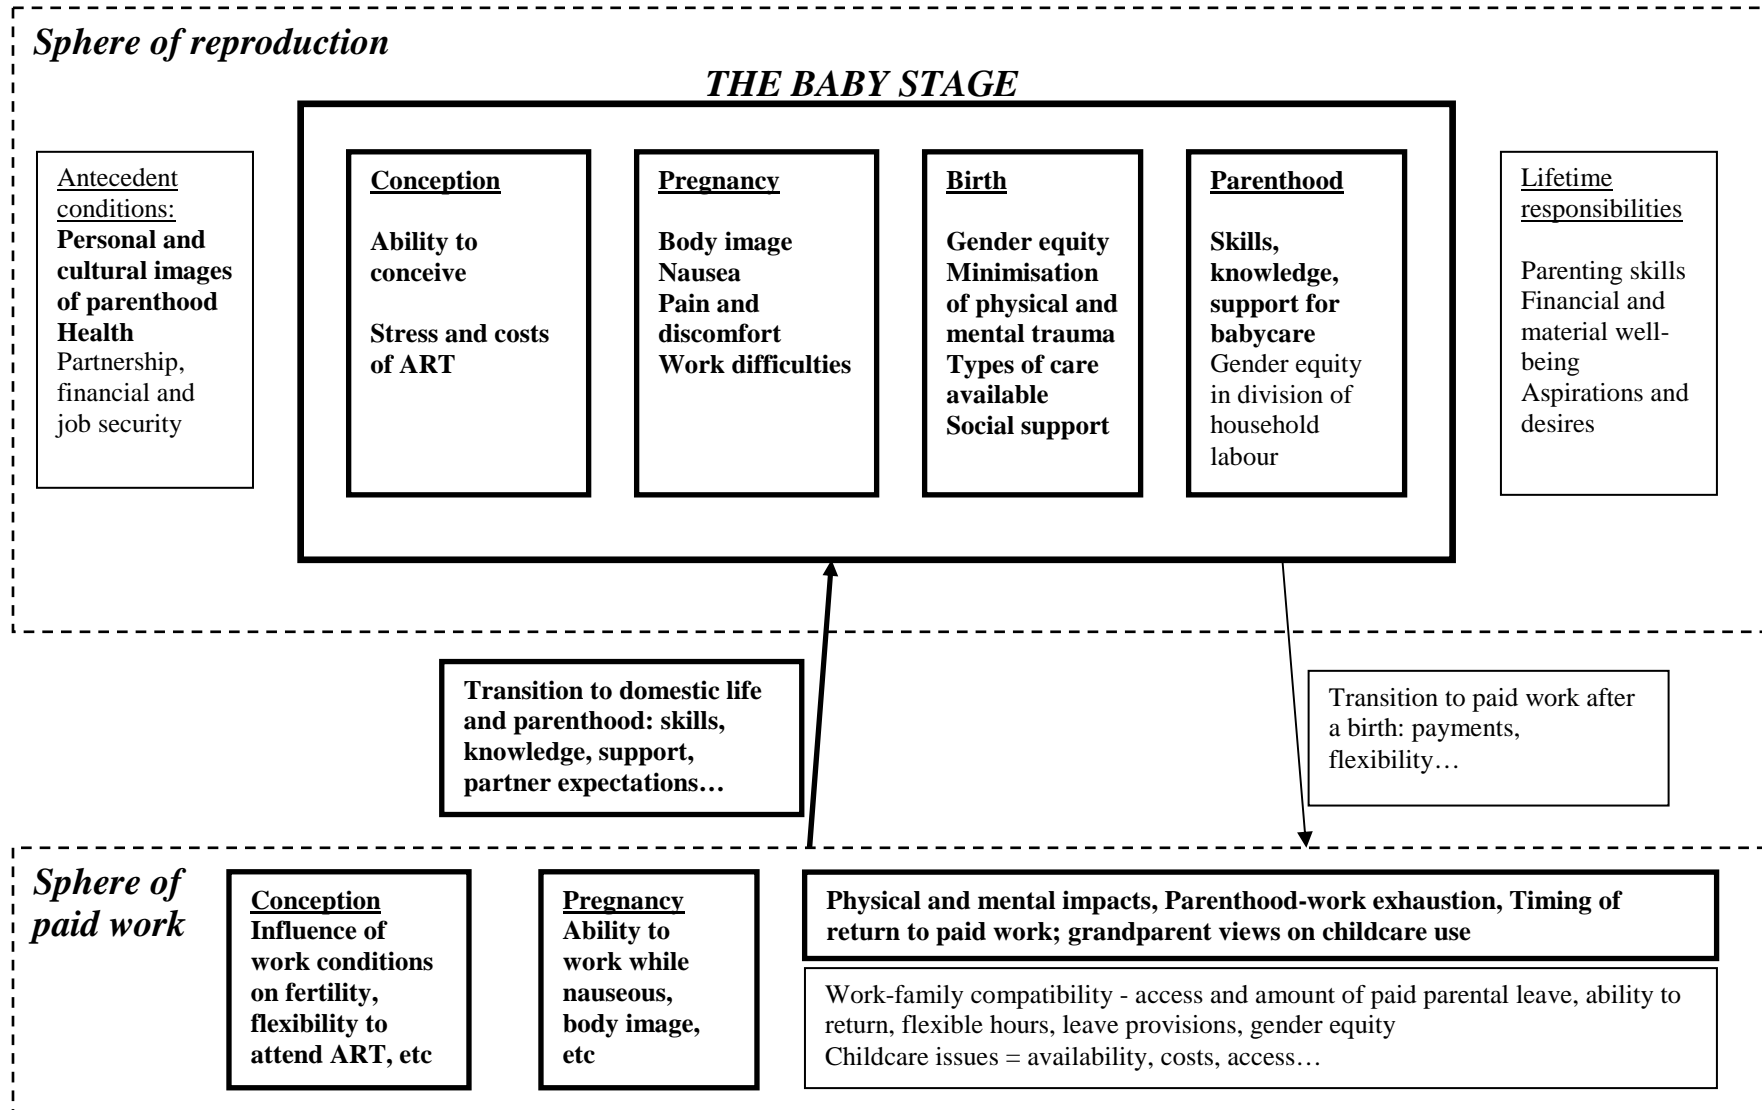 Sphere of reproduction
THE BABY STAGE
Antecedent
conditions:
Personal and
cultural images
of parenthood
Health
Partnership,
financial and
job security
Conception
Ability to
conceive
Stress and costs
of ART
Pregnancy
Body image
Nausea
Pain and
discomfort
Work difficulties
Birth
Gender equity
Minimisation
of physical and
mental trauma
Types of care
available
Social support
Parenthood
Skills,
knowledge,
support for
babycare
Gender equity
in division of
household
labour
Lifetime
responsibilities
Parenting skills
Financial and
material well-
being
Aspirations and
desires
Transition to domestic life
and parenthood: skills,
knowledge, support,
partner expectations…
Transition to paid work after
a birth: payments,
flexibility…
Sphere of
paid work
Conception
Influence of
work conditions
on fertility,
flexibility to
attend ART, etc
Pregnancy
Ability to
work while
nauseous,
body image,
etc
Physical and mental impacts, Parenthood-work exhaustion, Timing of
return to paid work; grandparent views on childcare use
Work-family compatibility - access and amount of paid parental leave, ability to
return, flexible hours, leave provisions, gender equity
Childcare issues = availability, costs, access…